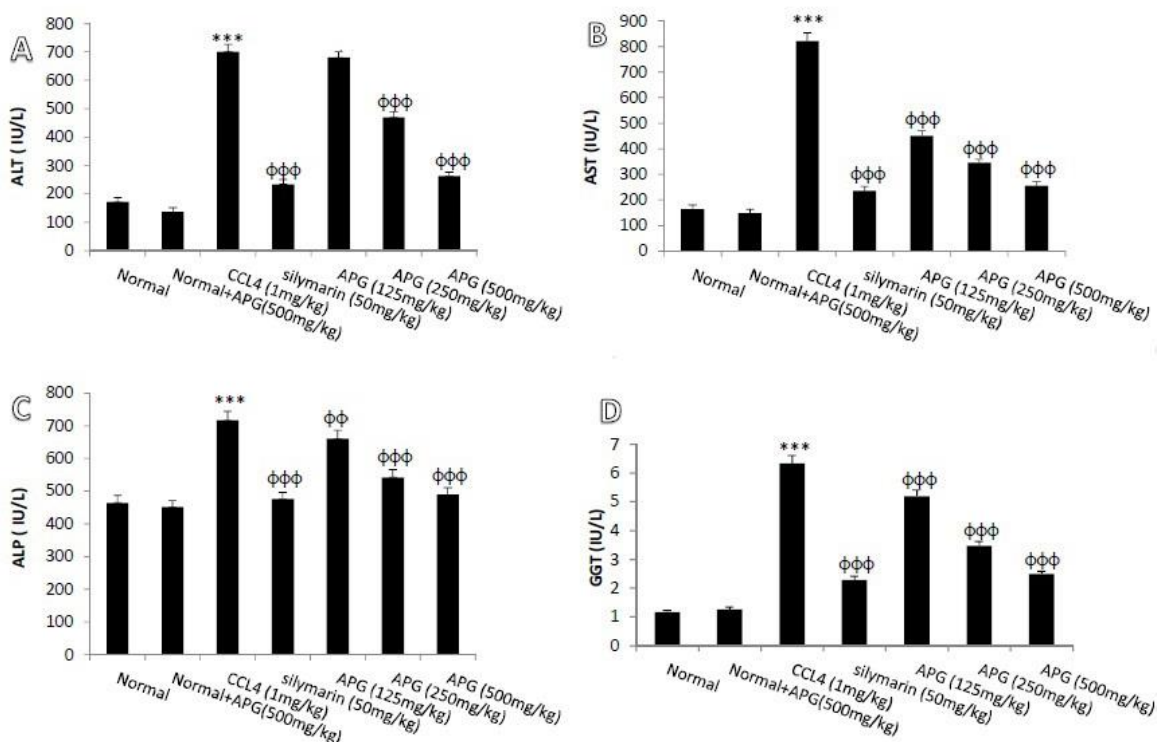 A
ALT ( IU/L)
800
700
600
500
400
300
200
100
0
***
ϕϕϕ
ϕϕϕ
ϕϕϕ
Normal
Normal+APG(500mg/kg)
CCL4 (1mg/kg)
silymarin (50mg/kg)
APG (125mg/kg)
APG (250mg/kg)
APG (500mg/kg)
B
AST (IU/L)
900
800
700
600
500
400
300
200
100
0
***
ϕϕϕ
ϕϕϕ
ϕϕϕ
ϕϕϕ
Normal
Normal+APG(500mg/kg)
CCL4 (1mg/kg)
silymarin (50mg/kg)
APG (125mg/kg)
APG (250mg/kg)
APG (500mg/kg)
C
ALP ( IU/L)
800
700
600
500
400
300
200
100
0
***
ϕϕϕ
ϕϕ
ϕϕϕ
ϕϕϕ
Normal
Normal+APG(500mg/kg)
CCL4 (1mg/kg)
silymarin (50mg/kg)
APG (125mg/kg)
APG (250mg/kg)
APG (500mg/kg)
D
GGT (IU/L)
7
6
5
4
3
2
1
0
***
ϕϕϕ
ϕϕϕ
ϕϕϕ
ϕϕϕ
Normal
Normal+APG(500mg/kg)
CCL4 (1mg/kg)
silymarin (50mg/kg)
APG (125mg/kg)
APG (250mg/kg)
APG (500mg/kg)